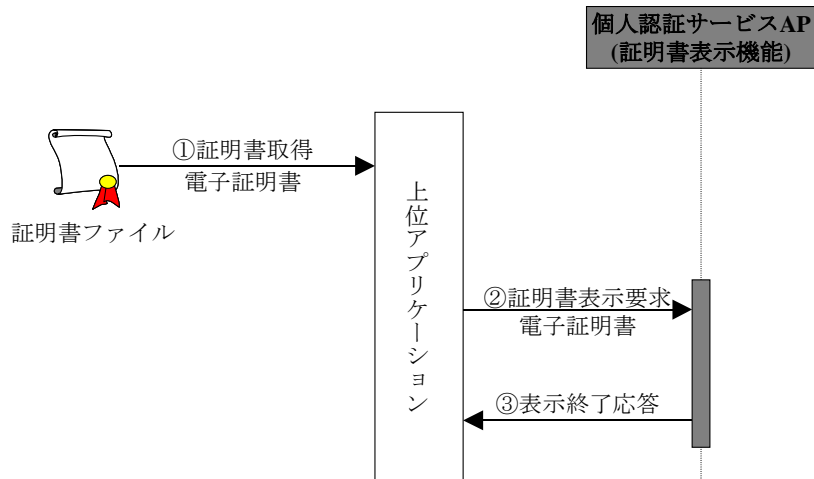 個人認証サービスAP
(証明書表示機能)
①証明書取得
電子証明書
証明書ファイル
上位アプリケーション
②証明書表示要求
電子証明書
③表示終了応答